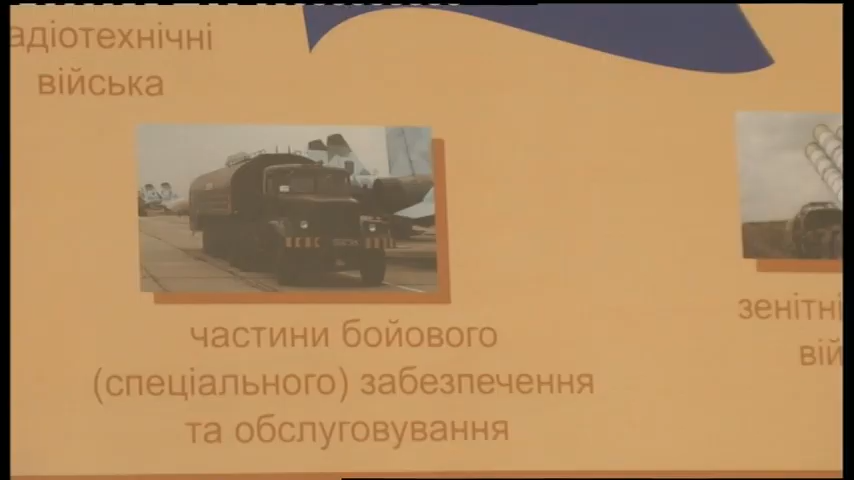 адіотехнічні
війська
частини бойового
(спеціального) забезпечення
та обслуговування
зенітні
вій